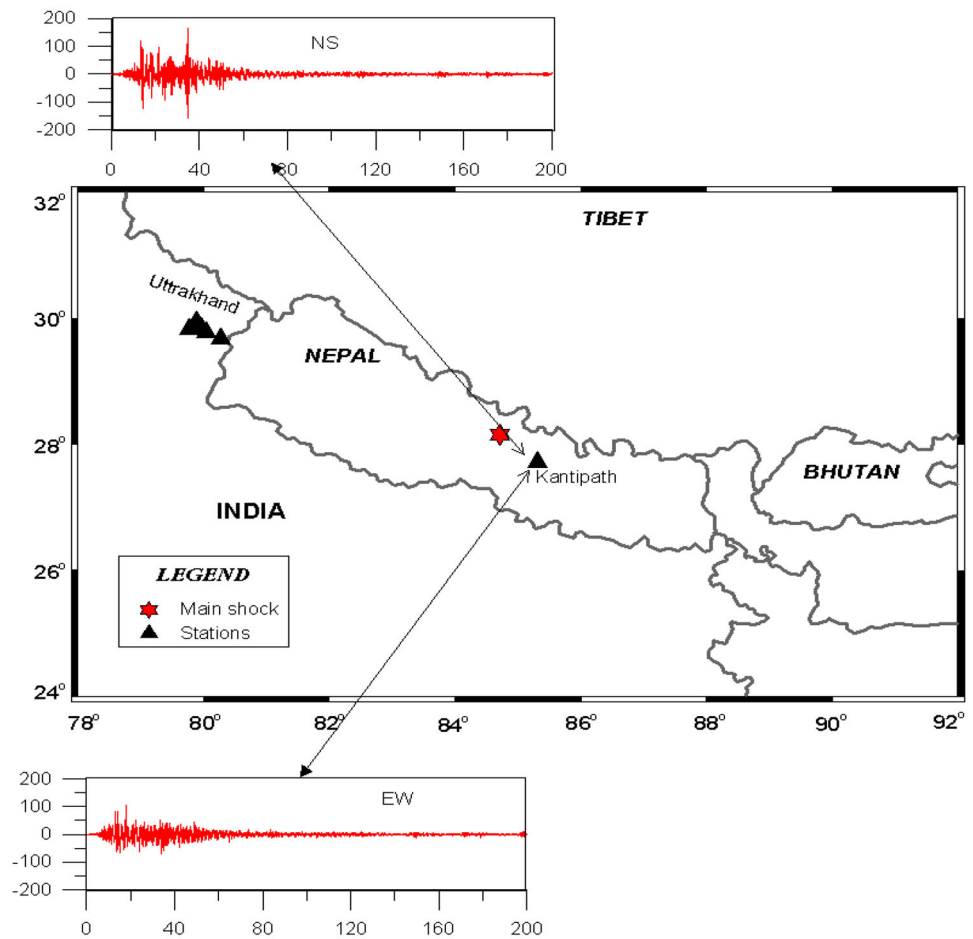 200
100
0
-100
-200
NS
0 40 80 120 160 200
32°
30°
28°
26°
24°
TIBET
Uttrakhand
NEPAL
Kantipath
BHUTAN
INDIA
LEGEND
Main shock
Stations
78° 80° 82° 84° 86° 88° 90° 92°
200
100
0
-100
-200
EW
0 40 80 120 160 200